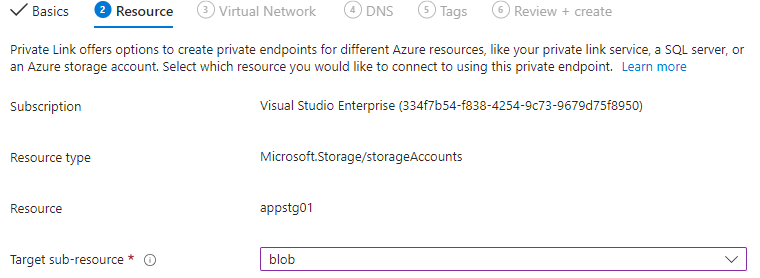 Basics 2 Resource 3 Virtual Network 4 DNS 5 Tags 6 Review + create
Private Link offers options to create private endpoints for different Azure resources, like your private link service, a SQL server, or
an Azure storage account. Select which resource you would like to connect to using this private endpoint. Learn more
Subscription Visual Studio Enterprise (334f7b54-f838-4254-9c73-9679d75f8950)
Resource type Microsoft.Storage/storageAccounts
Resource appstg01
Target sub-resource * blob